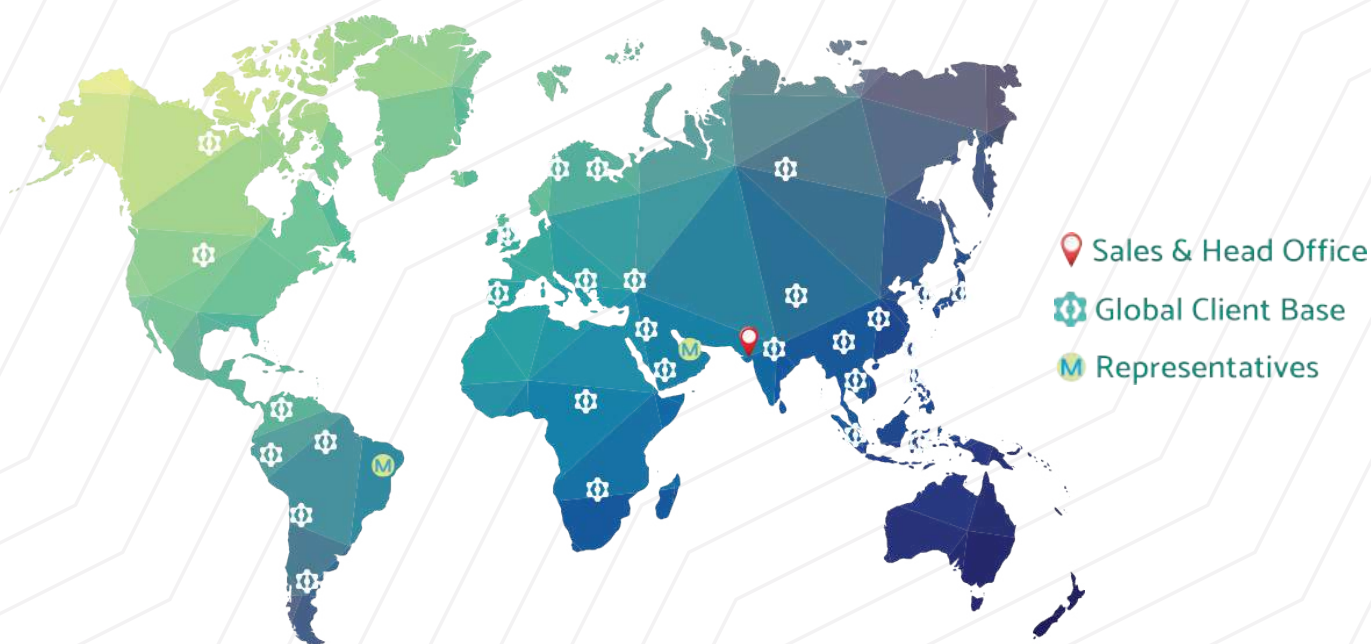 Sales & Head Office
Global Client Base
M Representatives
M
M